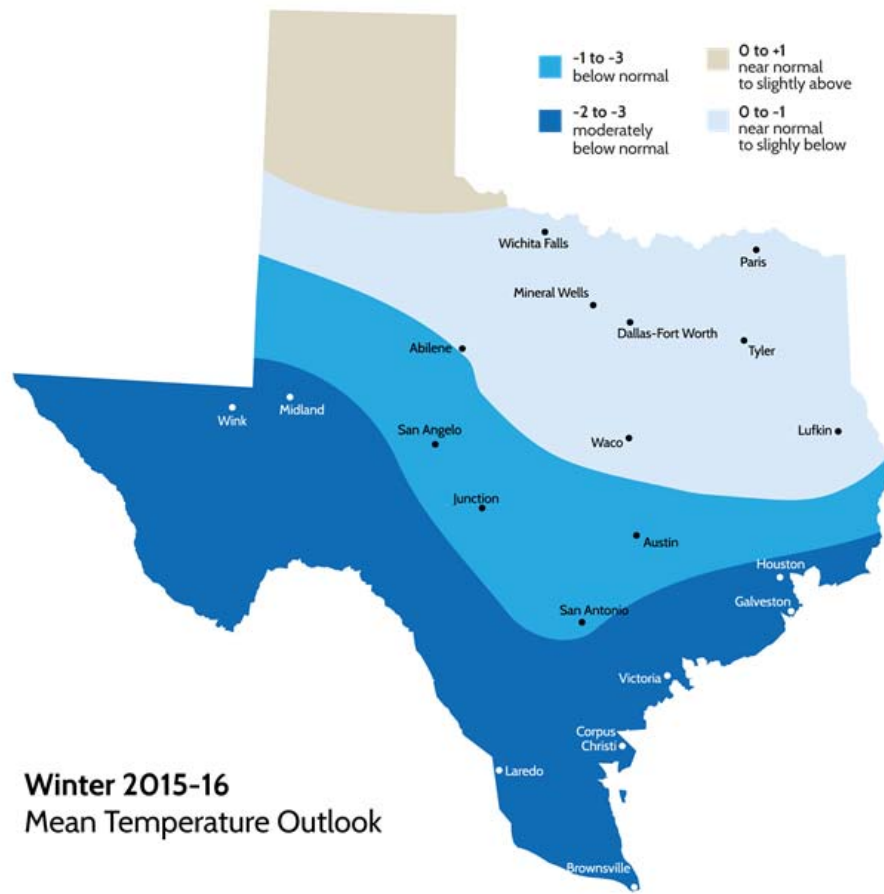 -1 to -3
below normal
0 to +1
near normal
to slightly above
-2 to -3
moderately
below normal
0 to -1
near normal
to slighly below
Wichita Falls
Paris
Mineral Wells
Dallas-Fort Worth
Abilene
Tyler
Midland
Wink
San Angelo
Waco
Lufkin
Junction
Austin
Houston
Galveston
San Antonio
Victoria
Corpus
Christi
Laredo
Winter 2015-16
Mean Temperature Outlook
Brownsville